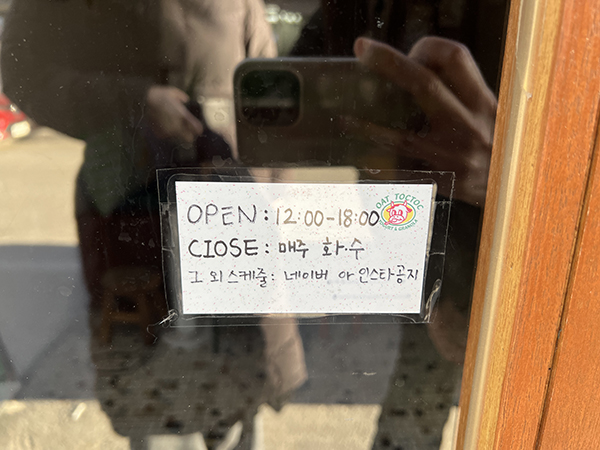 OPEN: 12:00-18:00
CIOSE: 매주 화·수
그 외 스케줄: 네이버 아 인스타공지
OAT TOCTOC